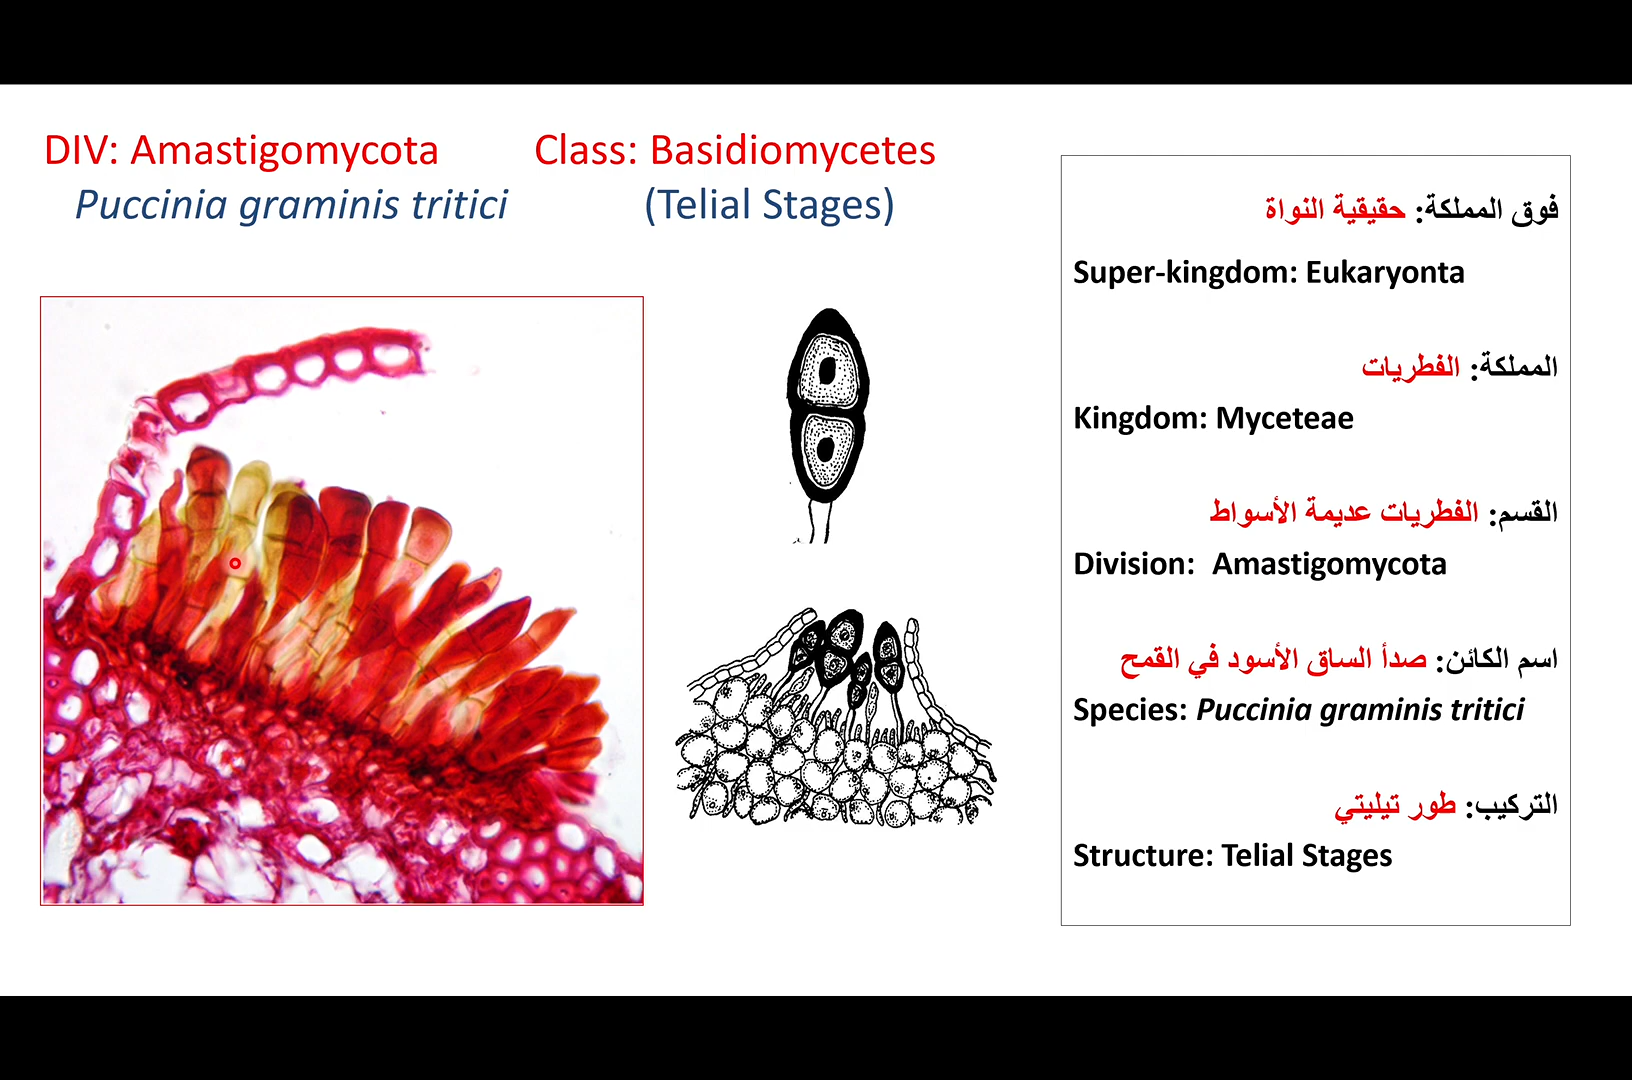 DIV: Amastigomycota Class: Basidiomycetes
Puccinia graminis tritici (Telial Stages)
فوق المملكة: حقيقية النواة
Super-kingdom: Eukaryonta
المملكة: الفطريات
Kingdom: Myceteae
القسم: الفطريات عديمة الأسواط
Division: Amastigomycota
اسم الكائن: صدأ الساق الأسود في القمح
Species: Puccinia graminis tritici
التركيب: طور تيليتي
Structure: Telial Stages